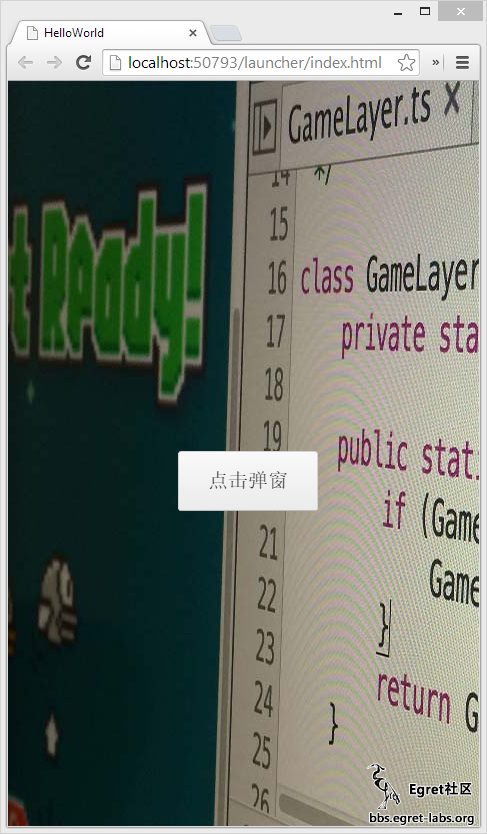 HelloWorld
localhost:50793/launcher/index.html
t Ready!
GameLayer.ts
14 */
15
16 class GameLayer
17 private sta
18
19 public stati
if (Game
21 Game
22 }
23
24 return G
25 }
26
点击弹窗
Egret社区
bbs.egret-labs.org